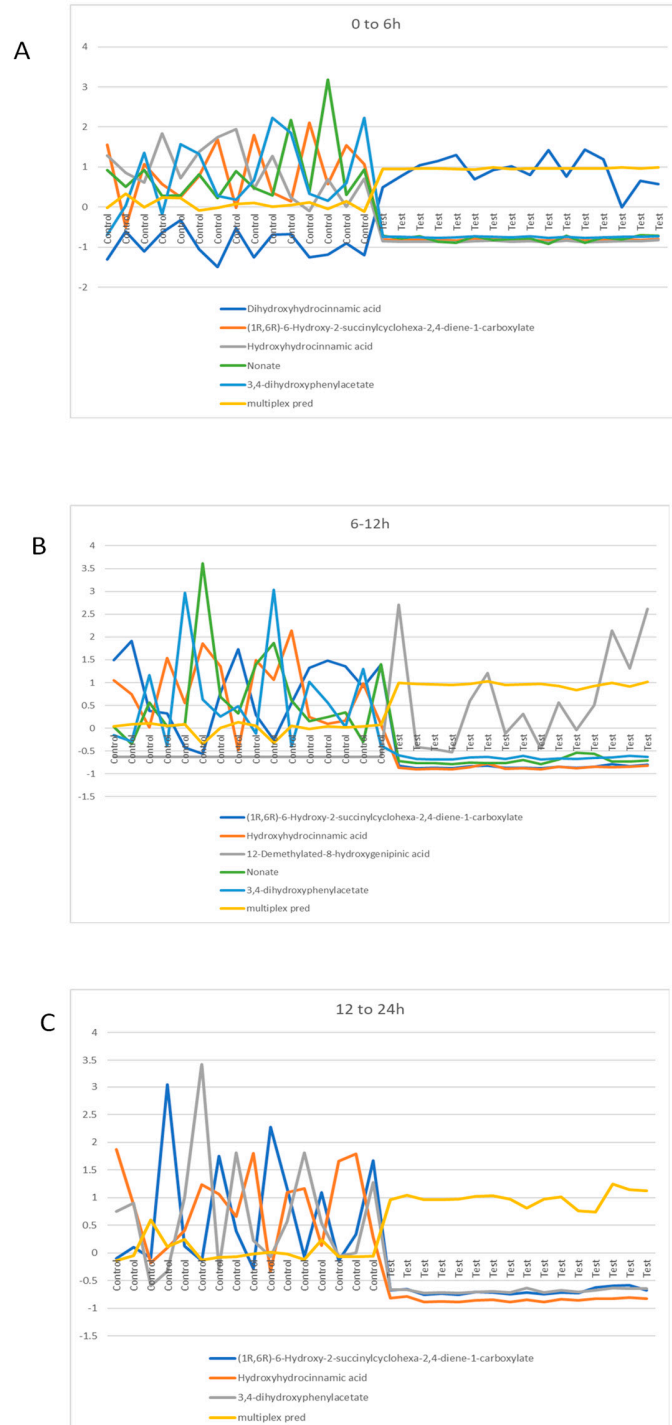 A
0 to 6h
4
3
2
1
0
-1
-2
Control Control Control Control Control Control Control Control Control Control Control Control Control Control Control Test Test Test Test Test Test Test Test Test Test Test Test Test Test Test Test
Dihydroxyhydrocinnamic acid
(1R,6R)-6-Hydroxy-2-succinylcyclohexa-2,4-diene-1-carboxylate
Hydroxyhydrocinnamic acid
Nonate
3,4-dihydroxyphenylacetate
multiplex pred
B
6-12h
4
3.5
3
2.5
2
1.5
1
0.5
0
-0.5
-1
-1.5
Control Control Control Control Control Control Control Control Control Control Control Control Control Control Control Control Test Test Test Test Test Test Test Test Test Test Test Test Test Test Test
(1R,6R)-6-Hydroxy-2-succinylcyclohexa-2,4-diene-1-carboxylate
Hydroxyhydrocinnamic acid
12-Demethylated-8-hydroxygenipinic acid
Nonate
3,4-dihydroxyphenylacetate
multiplex pred
C
12 to 24h
4
3.5
3
2.5
2
1.5
1
0.5
0
-0.5
-1
-1.5
Control Control Control Control Control Control Control Control Control Control Control Control Control Control Control Control Test Test Test Test Test Test Test Test Test Test Test Test Test Test Test Test
(1R,6R)-6-Hydroxy-2-succinylcyclohexa-2,4-diene-1-carboxylate
Hydroxyhydrocinnamic acid
3,4-dihydroxyphenylacetate
multiplex pred